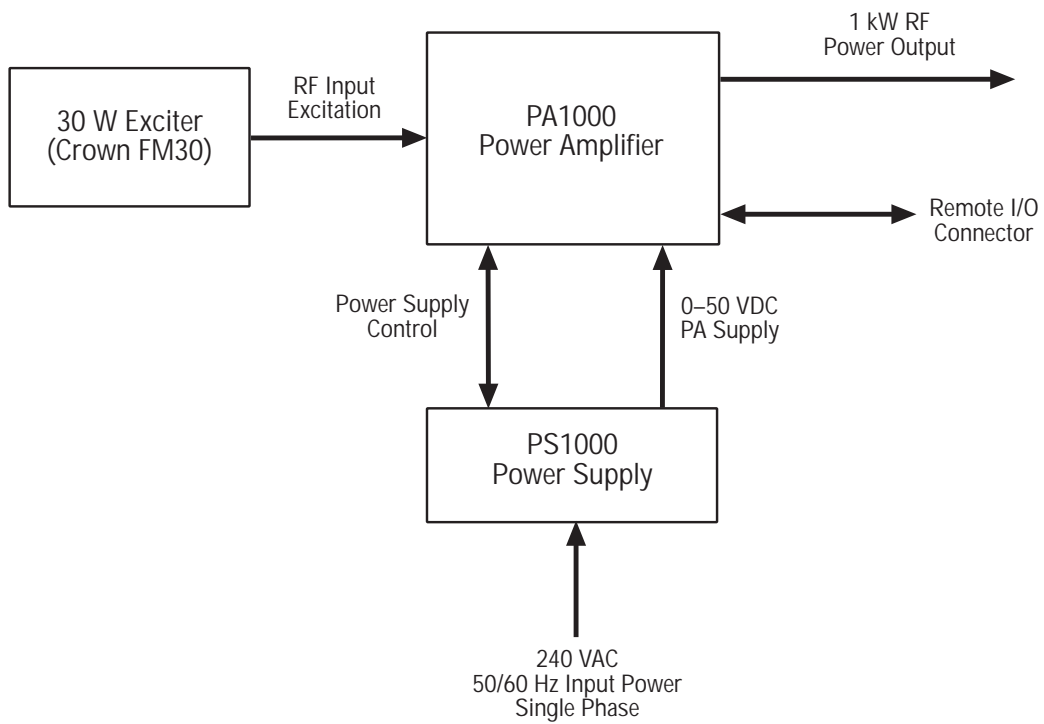 1 kW RF
Power Output
RF Input
Excitation
30 W Exciter
(Crown FM30)
PA1000
Power Amplifier
Remote I/O
Connector
Power Supply
Control
0–50 VDC
PA Supply
PS1000
Power Supply
240 VAC
50/60 Hz Input Power
Single Phase